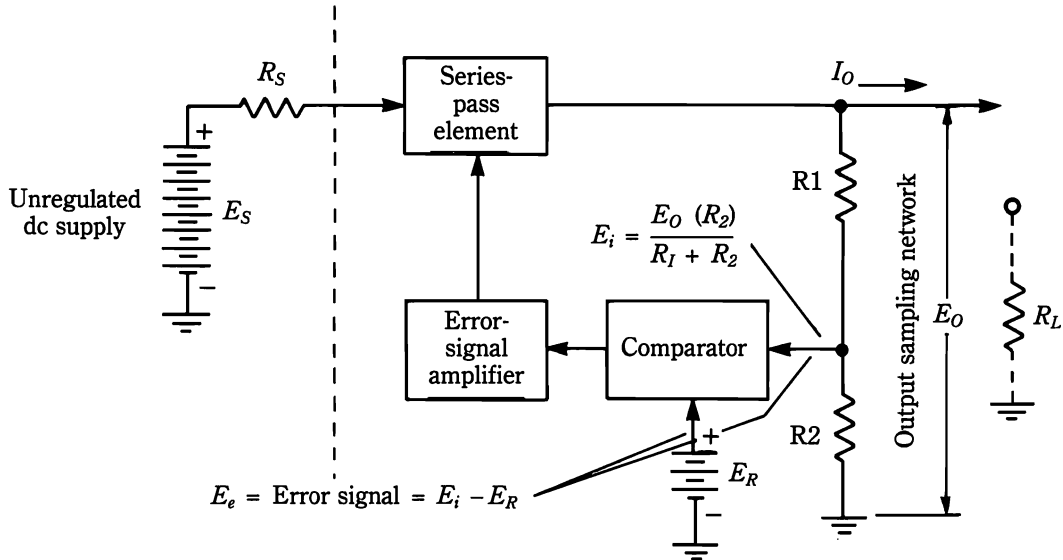 R_S
Series-
pass
element
I_O
+
Unregulated
dc supply
E_S
−
R1
E_i = E_O (R_2) / R_I + R_2
Error-
signal
amplifier
Comparator
Output sampling network
E_O
R_L
R2
+
E_R
−
E_e = Error signal = E_i − E_R